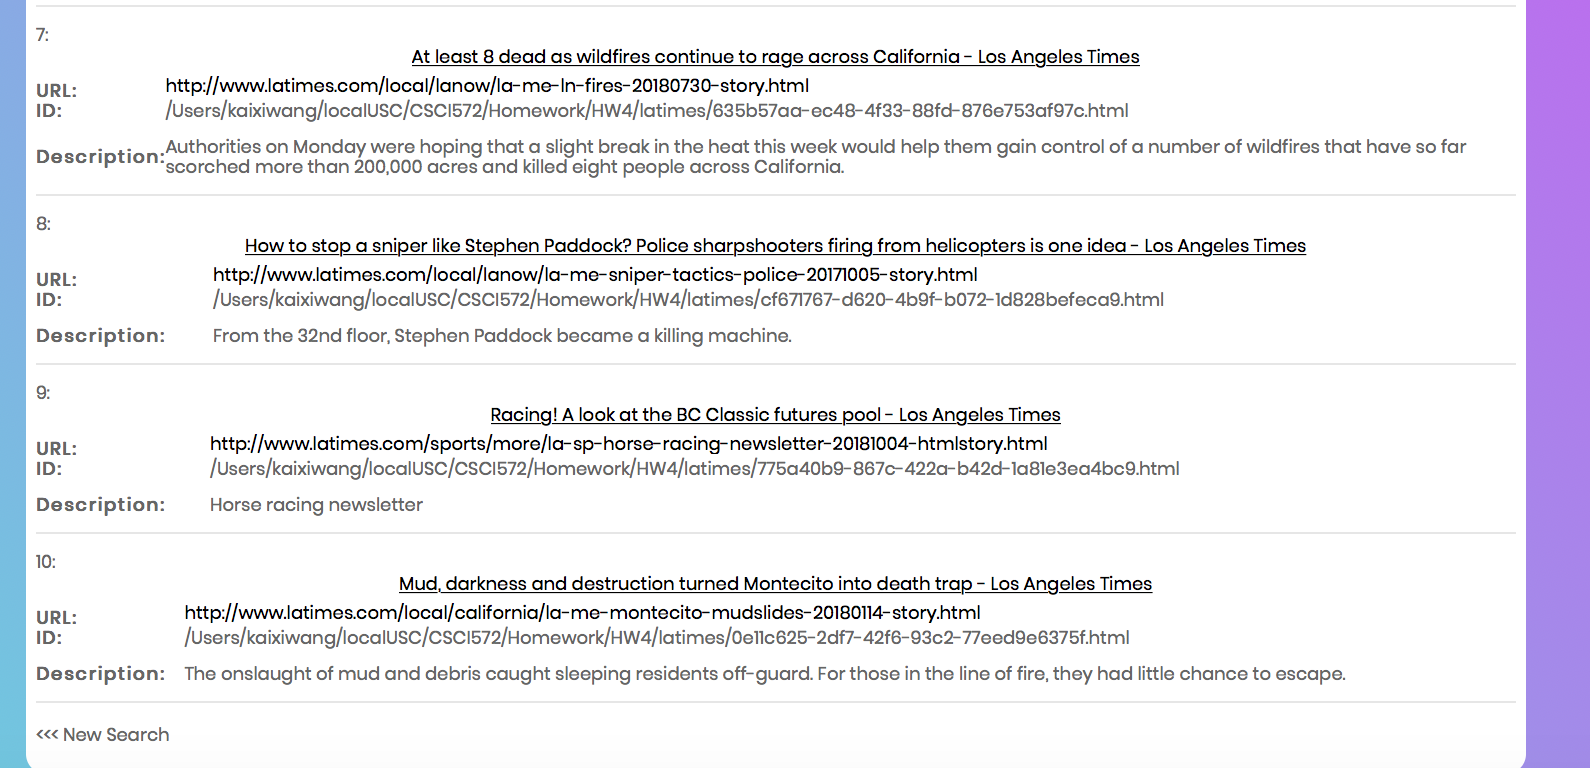 7:
At least 8 dead as wildfires continue to rage across California - Los Angeles Times
URL: http://www.latimes.com/local/lanow/la-me-ln-fires-20180730-story.html
ID: /Users/kaixiwang/localUSC/CSCI572/Homework/HW4/latimes/635b57aa-ec48-4f33-88fd-876e753af97c.html
Description: Authorities on Monday were hoping that a slight break in the heat this week would help them gain control of a number of wildfires that have so far
scorched more than 200,000 acres and killed eight people across California.
8:
How to stop a sniper like Stephen Paddock? Police sharpshooters firing from helicopters is one idea - Los Angeles Times
URL: http://www.latimes.com/local/lanow/la-me-sniper-tactics-police-20171005-story.html
ID: /Users/kaixiwang/localUSC/CSCI572/Homework/HW4/latimes/cf671767-d620-4b9f-b072-1d828befeca9.html
Description: From the 32nd floor, Stephen Paddock became a killing machine.
9:
Racing! A look at the BC Classic futures pool - Los Angeles Times
URL: http://www.latimes.com/sports/more/la-sp-horse-racing-newsletter-20181004-htmlstory.html
ID: /Users/kaixiwang/localUSC/CSCI572/Homework/HW4/latimes/775a40b9-867c-422a-b42d-1a81e3ea4bc9.html
Description: Horse racing newsletter
10:
Mud, darkness and destruction turned Montecito into death trap - Los Angeles Times
URL: http://www.latimes.com/local/california/la-me-montecito-mudslides-20180114-story.html
ID: /Users/kaixiwang/localUSC/CSCI572/Homework/HW4/latimes/0e11c625-2df7-42f6-93c2-77eed9e6375f.html
Description: The onslaught of mud and debris caught sleeping residents off-guard. For those in the line of fire, they had little chance to escape.
<<< New Search